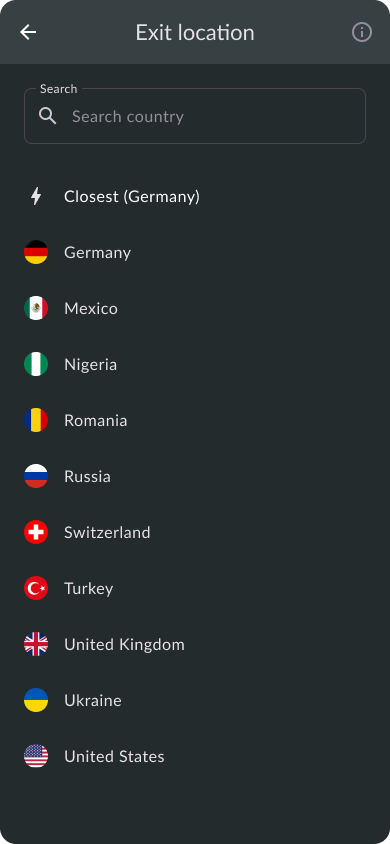 Exit location
Search
Search country
Closest (Germany)
Germany
Mexico
Nigeria
Romania
Russia
Switzerland
Turkey
United Kingdom
Ukraine
United States